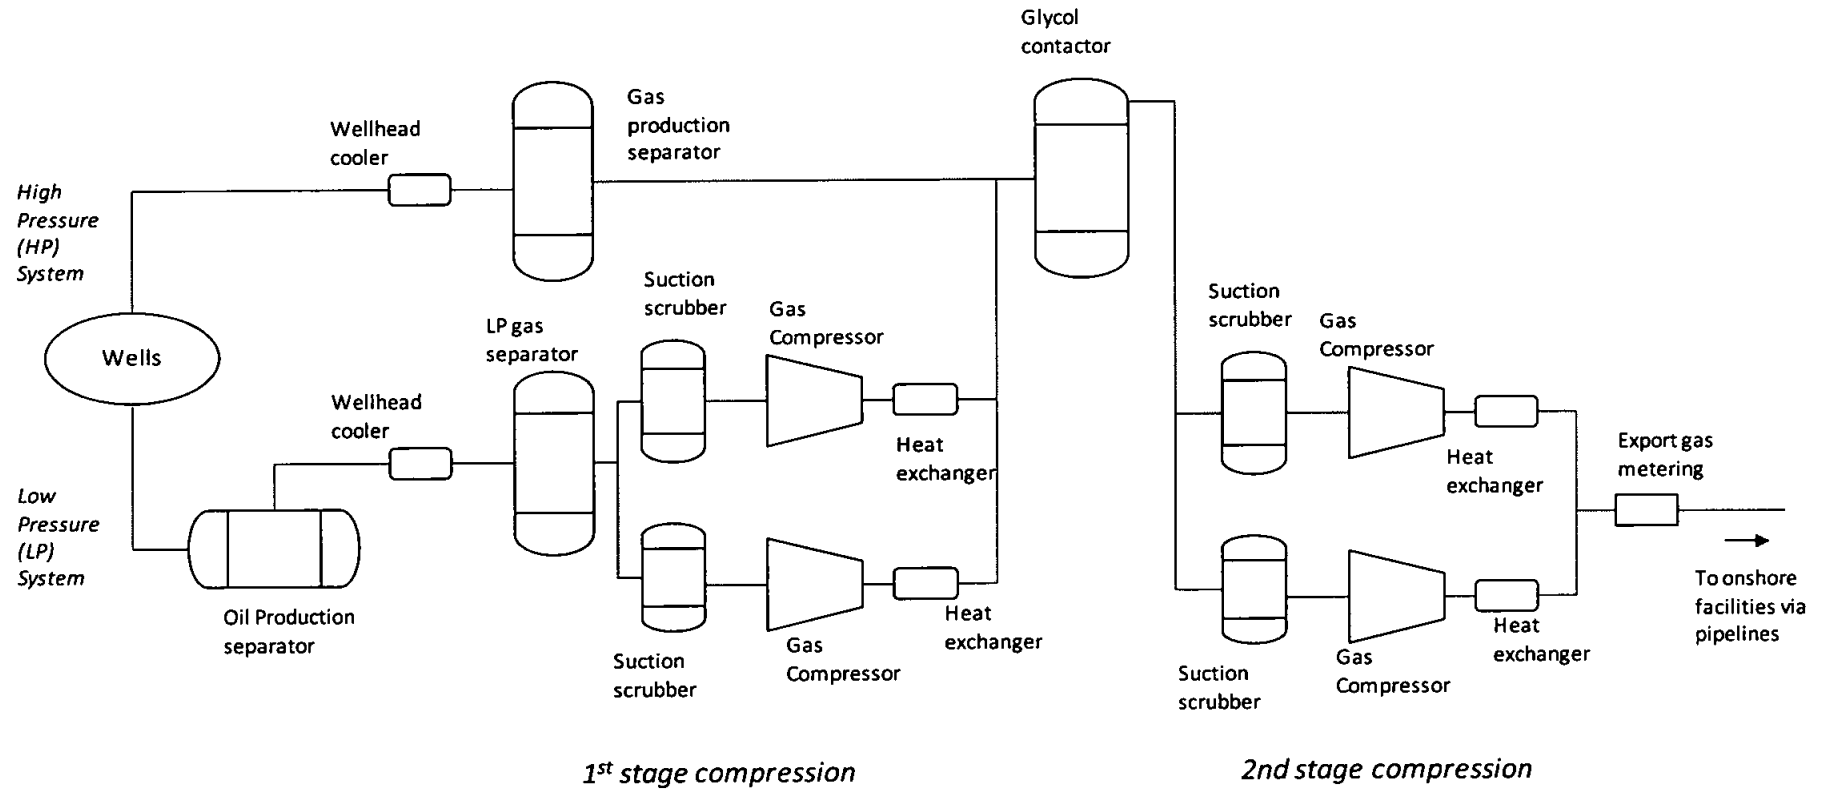 Glycol
contactor
Gas
production
separator
Wellhead
cooler
High
Pressure
(HP)
System
Suction
scrubber
Gas
Compressor
LP gas
separator
Wells
Wellhead
cooler
Heat
exchanger
Low
Pressure
(LP)
System
Oil Production
separator
Suction
scrubber
Gas
Compressor
Heat
exchanger
Suction
scrubber
Gas
Compressor
Heat
exchanger
Export gas
metering
To onshore
facilities via
pipelines
Heat
exchanger
Gas
Compressor
Suction
scrubber
1st stage compression
2nd stage compression